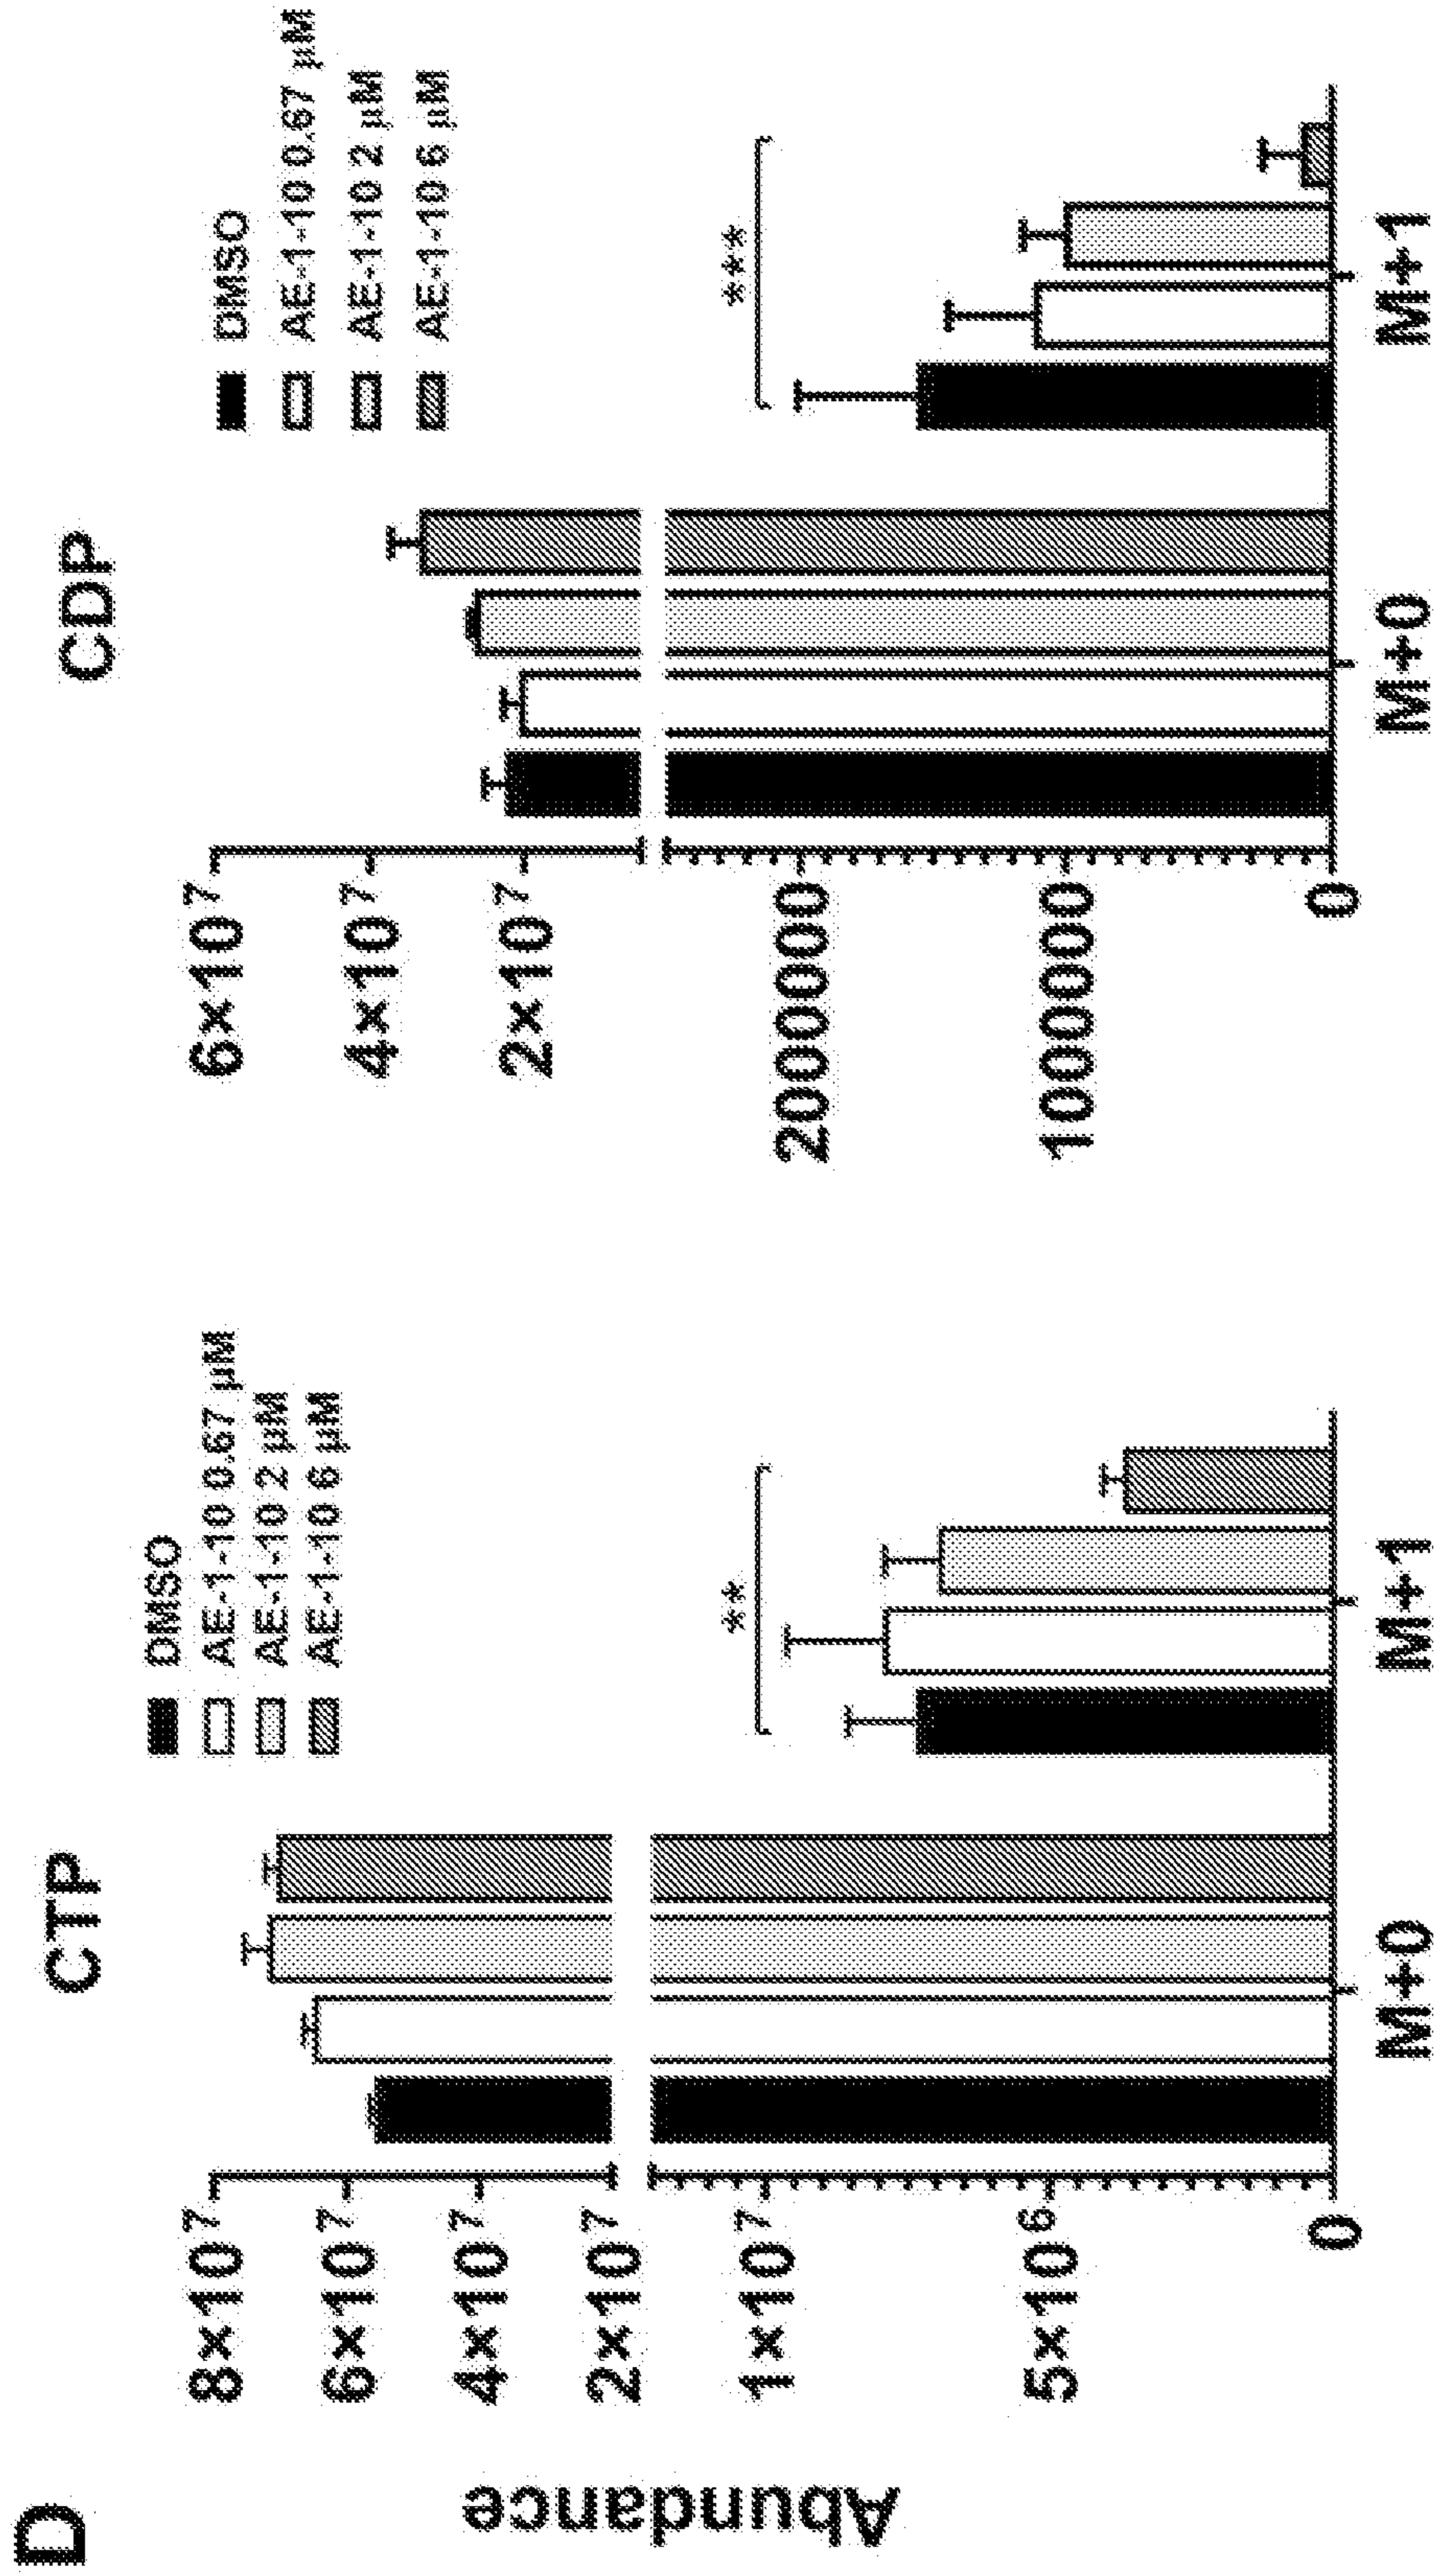 D
Abundance
CTP
DMSO
AE-1-10 0.67 µM
AE-1-10 2 µM
AE-1-10 6 µM
8×10⁷
6×10⁷
4×10⁷
2×10⁷
1×10⁷
5×10⁶
0
**
M+0
M+1
CDP
DMSO
AE-1-10 0.67 µM
AE-1-10 2 µM
AE-1-10 6 µM
6×10⁷
4×10⁷
2×10⁷
2000000
1000000
0
***
M+0
M+1